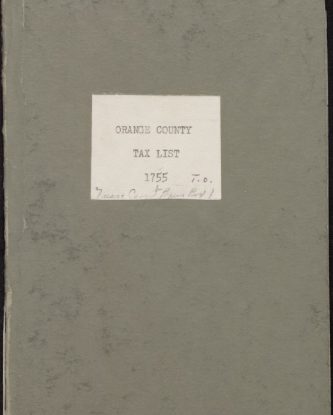 ORANGE COUNTY
TAX LIST
1755 T.O.